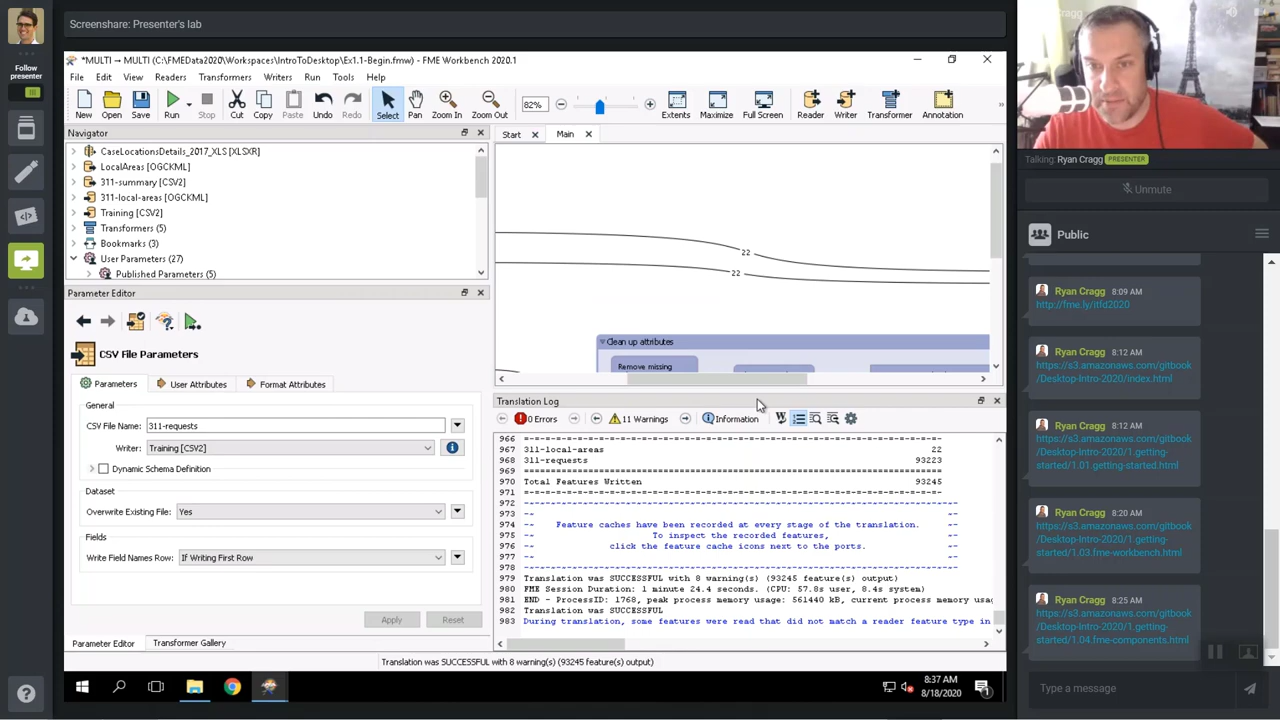 Screenshare: Presenter's lab
Follow
presenter
*MULTI → MULTI (C:\FMEData2020\Workspaces\IntroToDesktop\Ex1.1-Begin.fmw) - FME Workbench 2020.1
File Edit View Readers Transformers Writers Run Tools Help
New Open Save Run Stop Cut Copy Paste Undo Redo Select Pan Zoom In Zoom Out Extents Maximize Full Screen Reader Writer Transformer Annotation
82%
Navigator
CaseLocationsDetails_2017_XLS [XLSXR]
LocalAreas [OGCKML]
311-summary [CSV2]
311-local-areas [OGCKML]
Training [CSV2]
Transformers (5)
Bookmarks (3)
User Parameters (27)
Published Parameters (5)
Start Main
22
22
Clean up attributes
Remove missing
Parameter Editor
CSV File Parameters
Parameters User Attributes Format Attributes
General
CSV File Name: 311-requests
Writer: Training [CSV2]
Dynamic Schema Definition
Dataset
Overwrite Existing File: Yes
Fields
Write Field Names Row: If Writing First Row
Apply Reset
Parameter Editor Transformer Gallery
Translation Log
0 Errors 11 Warnings Information
966 =-=-=-=-=-=-=-=-=-=-=-=-=-=-=-=-=-=-=-=-=-=-=-=-=-=-=-=-=-=-=-=-=-=-=-=-=-=-=
967 311-local-areas 22
968 311-requests 93223
969 ==============================================================================
970 Total Features Written 93245
971 =-=-=-=-=-=-=-=-=-=-=-=-=-=-=-=-=-=-=-=-=-=-=-=-=-=-=-=-=-=-=-=-=-=-=-=-=-=-=
972 -~-~-~-~-~-~-~-~-~-~-~-~-~-~-~-~-~-~-~-~-~-~-~-~-~-~-~-~-~-~-~-~-~-~-~-~-~-~-~
973 -~ -~
974 -~ Feature caches have been recorded at every stage of the translation. -~
975 -~ To inspect the recorded features, -~
976 -~ click the feature cache icons next to the ports. -~
977 -~ -~
978 -~-~-~-~-~-~-~-~-~-~-~-~-~-~-~-~-~-~-~-~-~-~-~-~-~-~-~-~-~-~-~-~-~-~-~-~-~-~-~
979 Translation was SUCCESSFUL with 8 warning(s) (93245 feature(s) output)
980 FME Session Duration: 1 minute 24.4 seconds. (CPU: 57.8s user, 8.4s system)
981 END - ProcessID: 1768, peak process memory usage: 561440 kB, current process memory usa
982 Translation was SUCCESSFUL
983 During translation, some features were read that did not match a reader feature type in
Translation was SUCCESSFUL with 8 warning(s) (93245 feature(s) output)
8:37 AM
8/18/2020
1
Cragg
Talking: Ryan Cragg PRESENTER
Unmute
Public
Ryan Cragg 8:09 AM
http://fme.ly/itfd2020
Ryan Cragg 8:12 AM
https://s3.amazonaws.com/gitbook
/Desktop-Intro-2020/index.html
Ryan Cragg 8:12 AM
https://s3.amazonaws.com/gitbook
/Desktop-Intro-2020/1.getting-
started/1.01.getting-started.html
Ryan Cragg 8:20 AM
https://s3.amazonaws.com/gitbook
/Desktop-Intro-2020/1.getting-
started/1.03.fme-workbench.html
Ryan Cragg 8:25 AM
https://s3.amazonaws.com/gitbook
/Desktop-Intro-2020/1.getting-
started/1.04.fme-components.html
Type a message